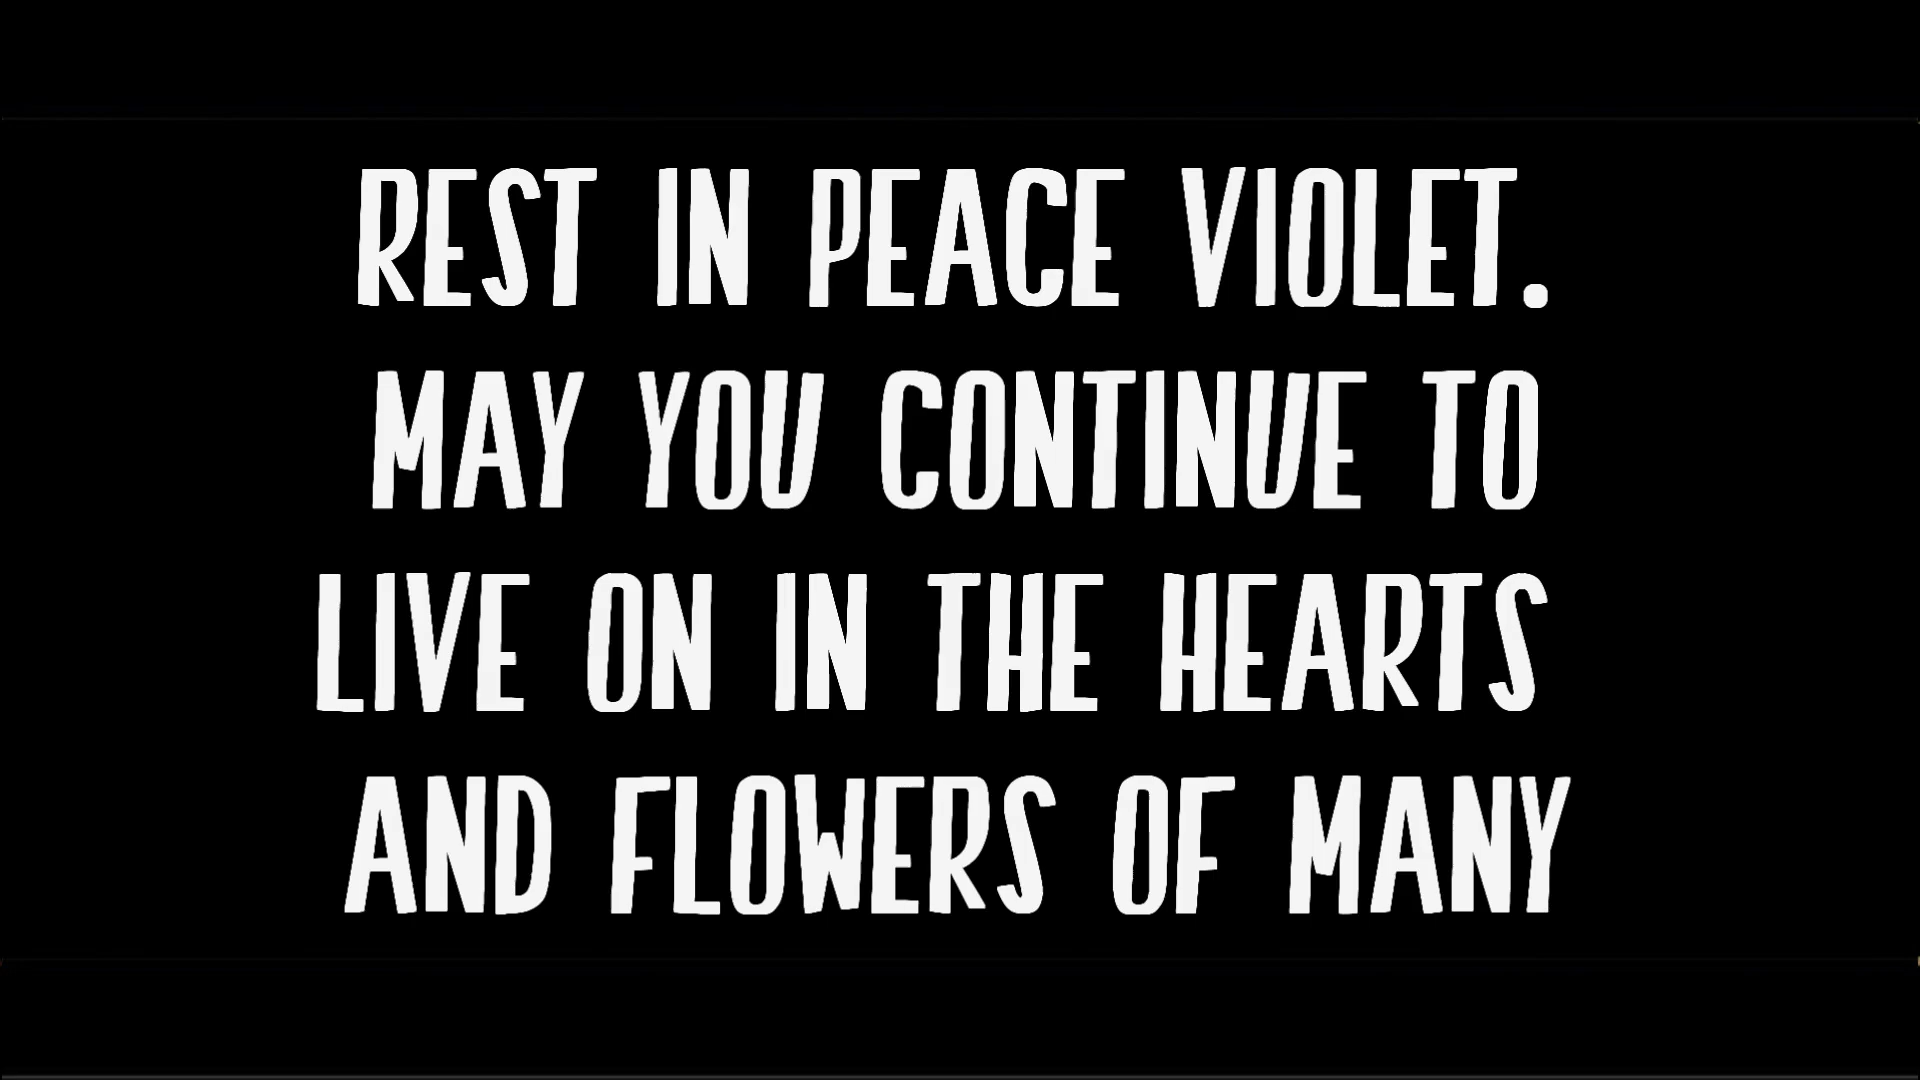 REST IN PEACE VIOLET.
MAY YOU CONTINUE TO
LIVE ON IN THE HEARTS
AND FLOWERS OF MANY